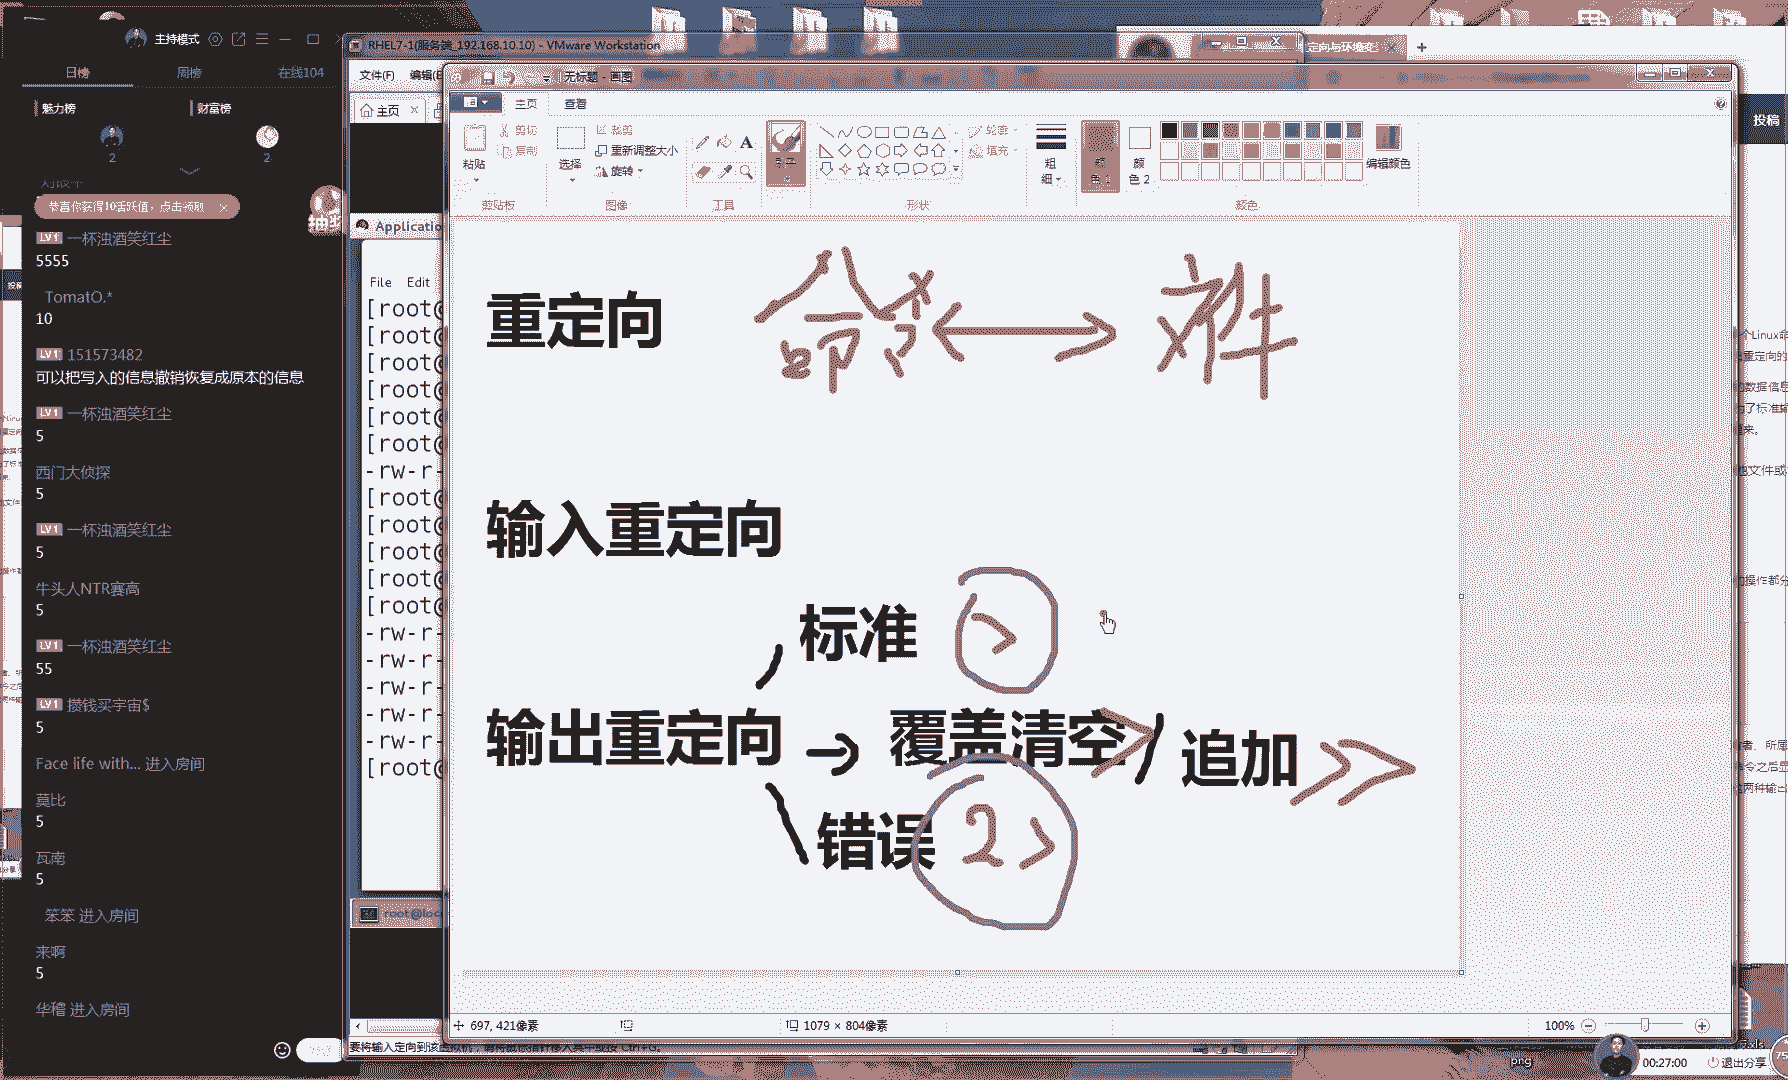 主持模式
日榜
周榜
在线104
魅力榜
财富榜
2
2
恭喜你获得10活跃值，点击领取
LV1 一杯浊酒笑红尘
5555
TomatO.*
10
LV1 151573482
可以把写入的信息撤销恢复成原本的信息
LV1 一杯浊酒笑红尘
5
西门大侦探
5
LV1 一杯浊酒笑红尘
5
牛头人NTR赛高
5
LV1 一杯浊酒笑红尘
55
LV1 攒钱买宇宙$
5
Face life with... 进入房间
莫比
5
瓦南
5
笨笨 进入房间
来啊
5
华稽 进入房间
RHEL7-1(服务端_192.168.10.10) - VMware Workstation
文件(F)
编辑(E
主页
Applicatio
File Edit
[root@
[root@
[root@
[root@
[root@
[root@
-rw-r-
[root@
[root@
[root@
[root@
[root@
-rw-r-
-rw-r-
-rw-r-
-rw-r-
-rw-r-
[root@
root@loc
无标题 - 画图
主页
查看
粘贴
剪切
复制
剪贴板
选择
裁剪
重新调整大小
旋转
图像
工具
形状
轮廓
填充
粗细
颜色 1
颜色 2
编辑颜色
颜色
重定向 命令 文件
输入重定向
标准 >
输出重定向 → 覆盖清空 > / 追加 >>
错误 2>
697, 421像素
1079 × 804像素
100%
定向与环境变
投稿
png
00:27:00
退出分享